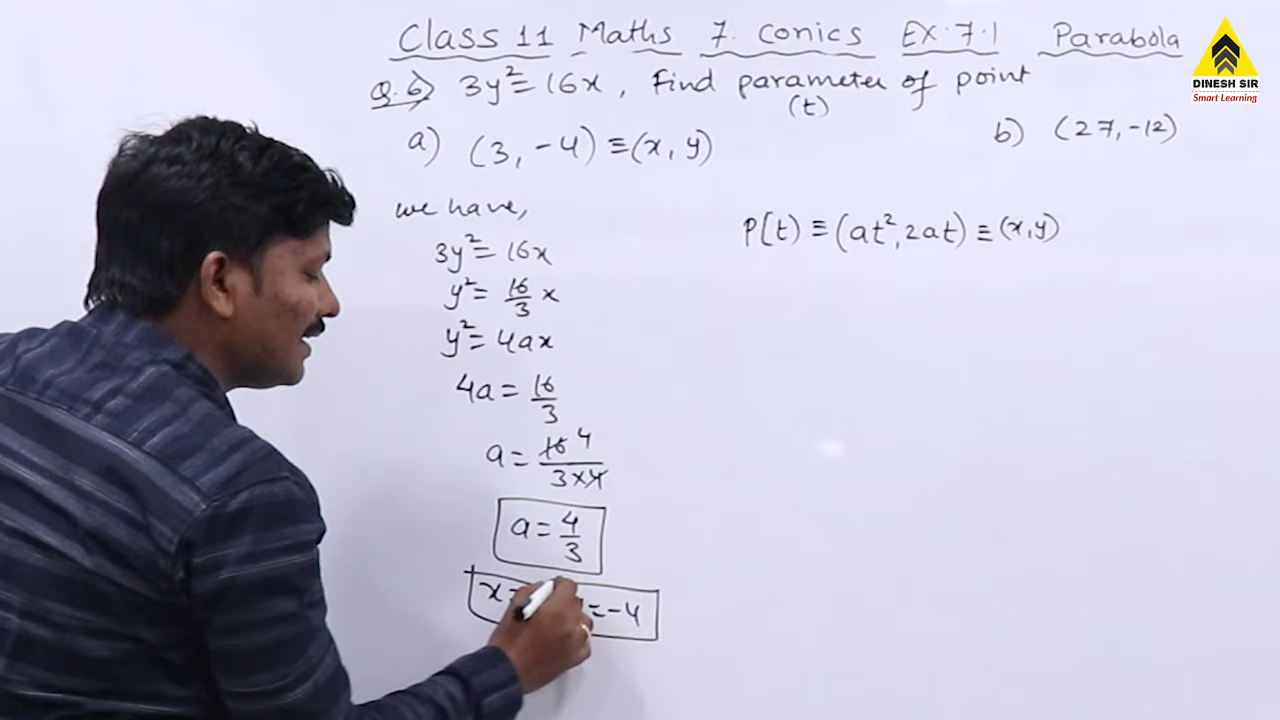 Class 11 Maths 7. Conics EX.7.1 Parabola
Q.6) 3y²= 16x, Find parameter of point
(t)
a) (3, -4) ≡ (x, y)
b) (27, -12)
DINESH SIR
Smart Learning
we have,
3y²= 16x
y²= 16/3 x
y²= 4ax
4a = 16/3
a = 16 4 / 3×4
a = 4/3
x= =-4
P(t) ≡ (at², 2at) ≡ (x, y)